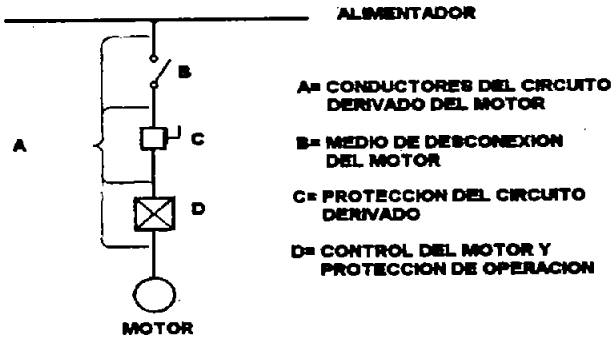 ALIMENTADOR
B
A= CONDUCTORES DEL CIRCUITO
DERIVADO DEL MOTOR
A
C
B= MEDIO DE DESCONEXION
DEL MOTOR
C= PROTECCION DEL CIRCUITO
DERIVADO
D
D= CONTROL DEL MOTOR Y
PROTECCION DE OPERACION
MOTOR